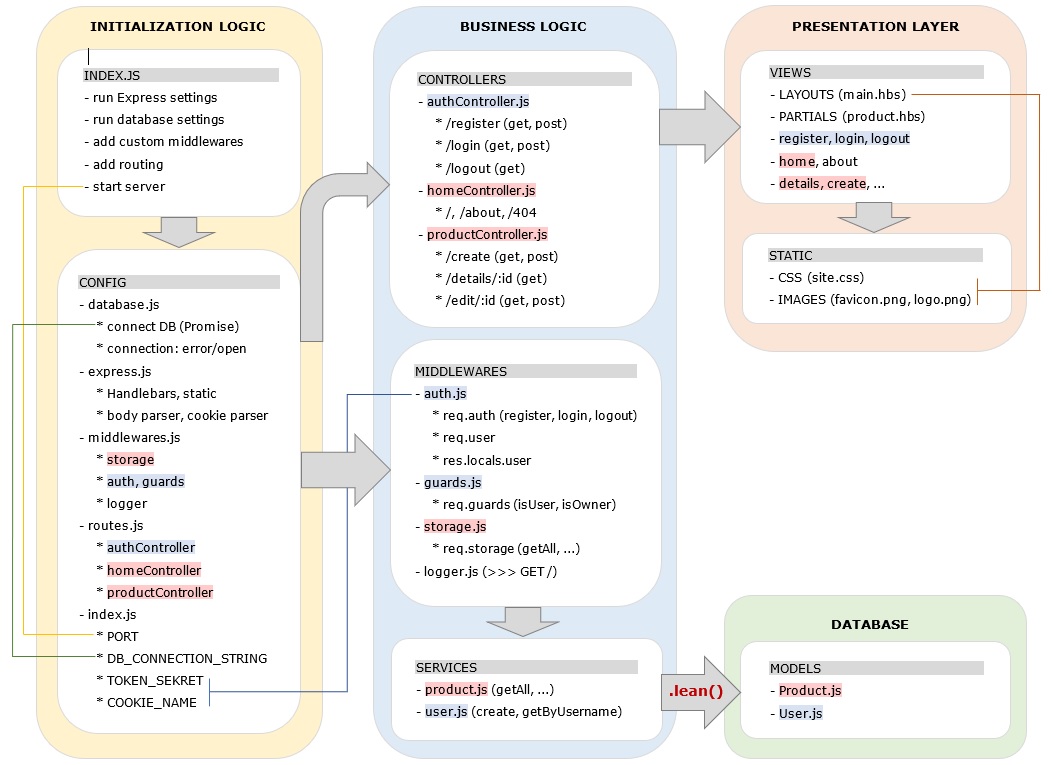 INITIALIZATION LOGIC
INDEX.JS
- run Express settings
- run database settings
- add custom middlewares
- add routing
- start server
CONFIG
- database.js
* connect DB (Promise)
* connection: error/open
- express.js
* Handlebars, static
* body parser, cookie parser
- middlewares.js
* storage
* auth, guards
* logger
- routes.js
* authController
* homeController
* productController
- index.js
* PORT
* DB_CONNECTION_STRING
* TOKEN_SEKRET
* COOKIE_NAME
BUSINESS LOGIC
CONTROLLERS
- authController.js
* /register (get, post)
* /login (get, post)
* /logout (get)
- homeController.js
* /, /about, /404
- productController.js
* /create (get, post)
* /details/:id (get)
* /edit/:id (get, post)
MIDDLEWARES
- auth.js
* req.auth (register, login, logout)
* req.user
* res.locals.user
- guards.js
* req.guards (isUser, isOwner)
- storage.js
* req.storage (getAll, ...)
- logger.js (>>> GET /)
SERVICES
- product.js (getAll, ...)
- user.js (create, getByUsername)
.lean()
PRESENTATION LAYER
VIEWS
- LAYOUTS (main.hbs)
- PARTIALS (product.hbs)
- register, login, logout
- home, about
- details, create, ...
STATIC
- CSS (site.css)
- IMAGES (favicon.png, logo.png)
DATABASE
MODELS
- Product.js
- User.js